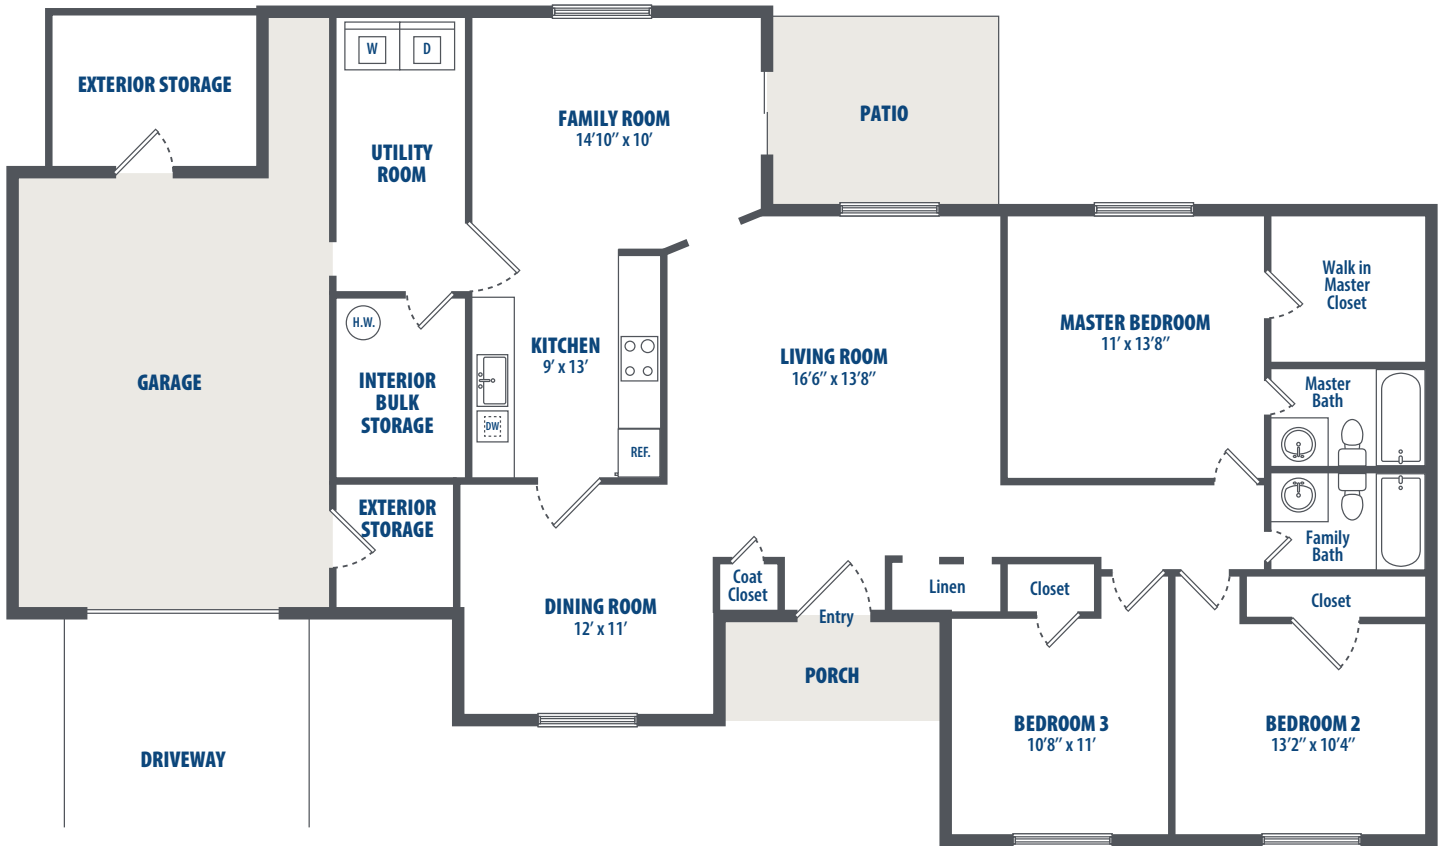 EXTERIOR STORAGE
W
D
FAMILY ROOM
14'10" x 10'
PATIO
UTILITY
ROOM
Walk in
Master
Closet
H.W.
MASTER BEDROOM
11' x 13'8"
KITCHEN
9' x 13'
LIVING ROOM
16'6" x 13'8"
GARAGE
INTERIOR
BULK
STORAGE
Master
Bath
DW
REF.
EXTERIOR
STORAGE
Family
Bath
Coat
Closet
Linen
Closet
Closet
DINING ROOM
12' x 11'
Entry
PORCH
BEDROOM 3
10'8" x 11'
BEDROOM 2
13'2" x 10'4"
DRIVEWAY